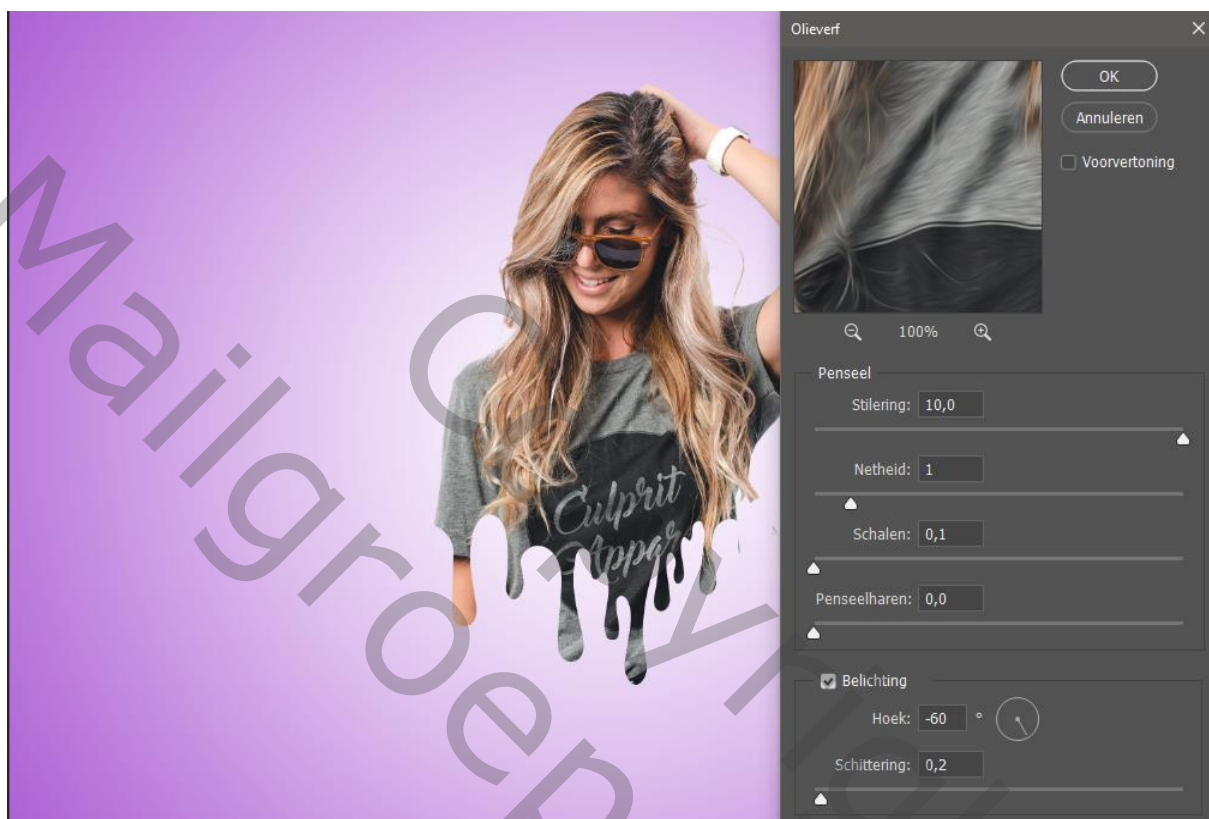 Olieverf
OK
Annuleren
Voorvertoning
100%
Penseel
Stilering: 10,0
Netheid: 1
Schalen: 0,1
Penseelharen: 0,0
Belichting
Hoek: -60 °
Schittering: 0,2
Culprit
Appar
Mailgroep